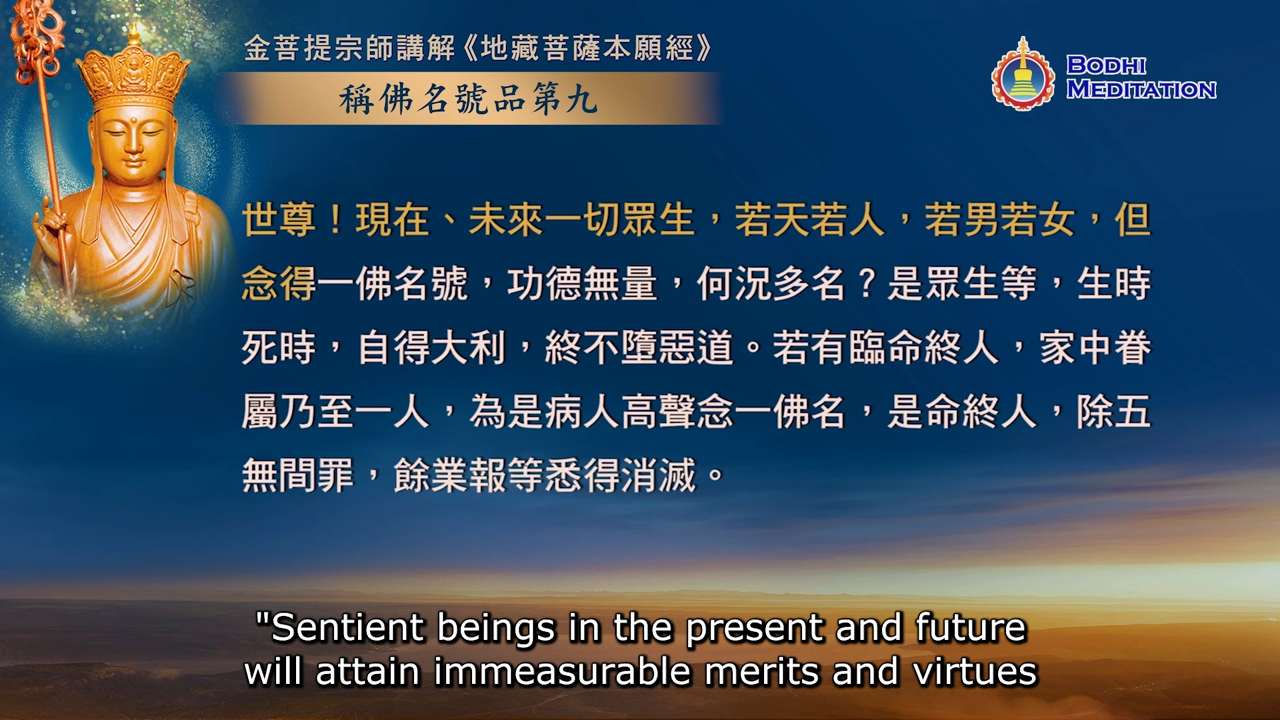 金菩提宗師講解《地藏菩薩本願經》
稱佛名號品第九
BODHI
MEDITATION
世尊！現在、未來一切眾生，若天若人，若男若女，但
念得一佛名號，功德無量，何況多名？是眾生等，生時
死時，自得大利，終不墮惡道。若有臨命終人，家中眷
屬乃至一人，為是病人高聲念一佛名，是命終人，除五
無間罪，餘業報等悉得消滅。
"Sentient beings in the present and future
will attain immeasurable merits and virtues